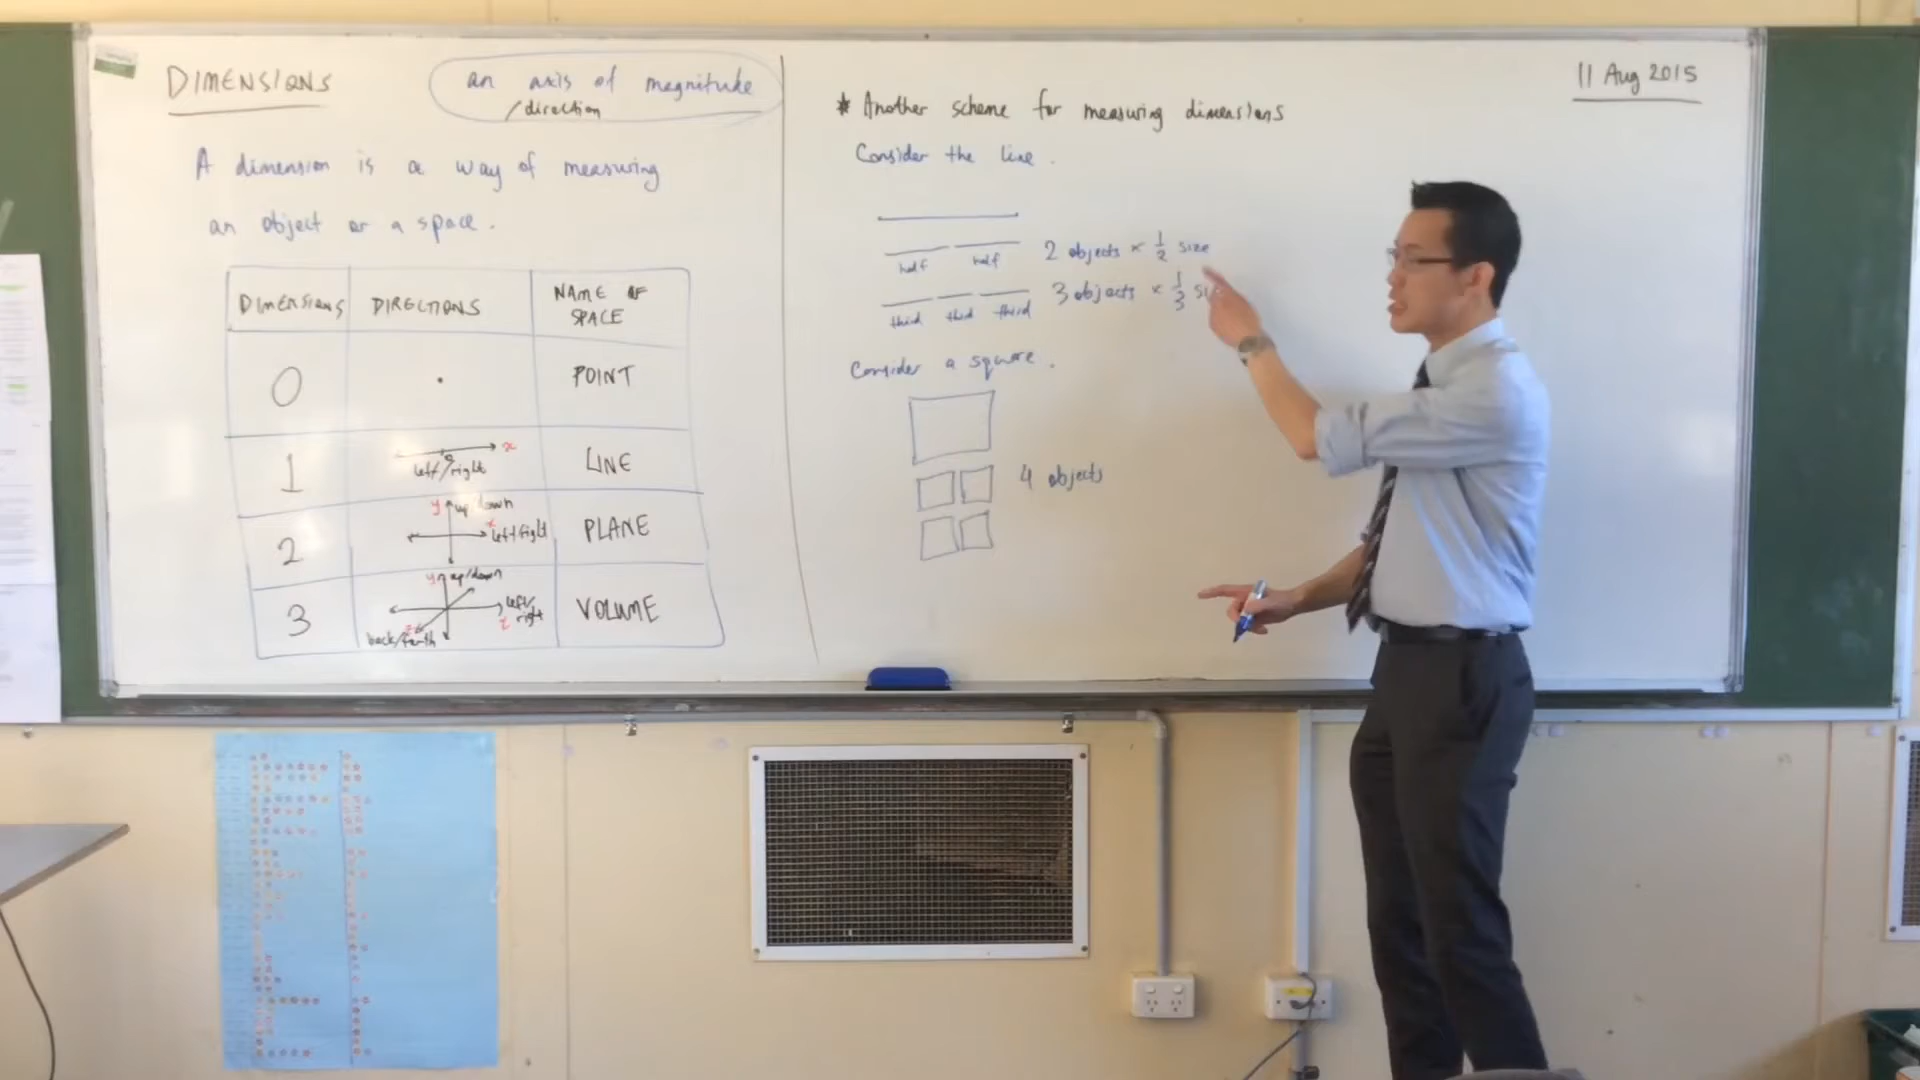 DIMENSIONS
an axis of magnitude
/direction
A dimension is a way of measuring
an object or a space.
DIMENSIONS DIRECTIONS NAME OF SPACE
0 POINT
1 left/right x LINE
2 y up/down x left/right PLANE
3 y up/down left/right back/forth VOLUME
11 Aug 2015
* Another scheme for measuring dimensions
Consider the line.
half half 2 objects × 1/2 size
third third third 3 objects × 1/3
Consider a square.
4 objects